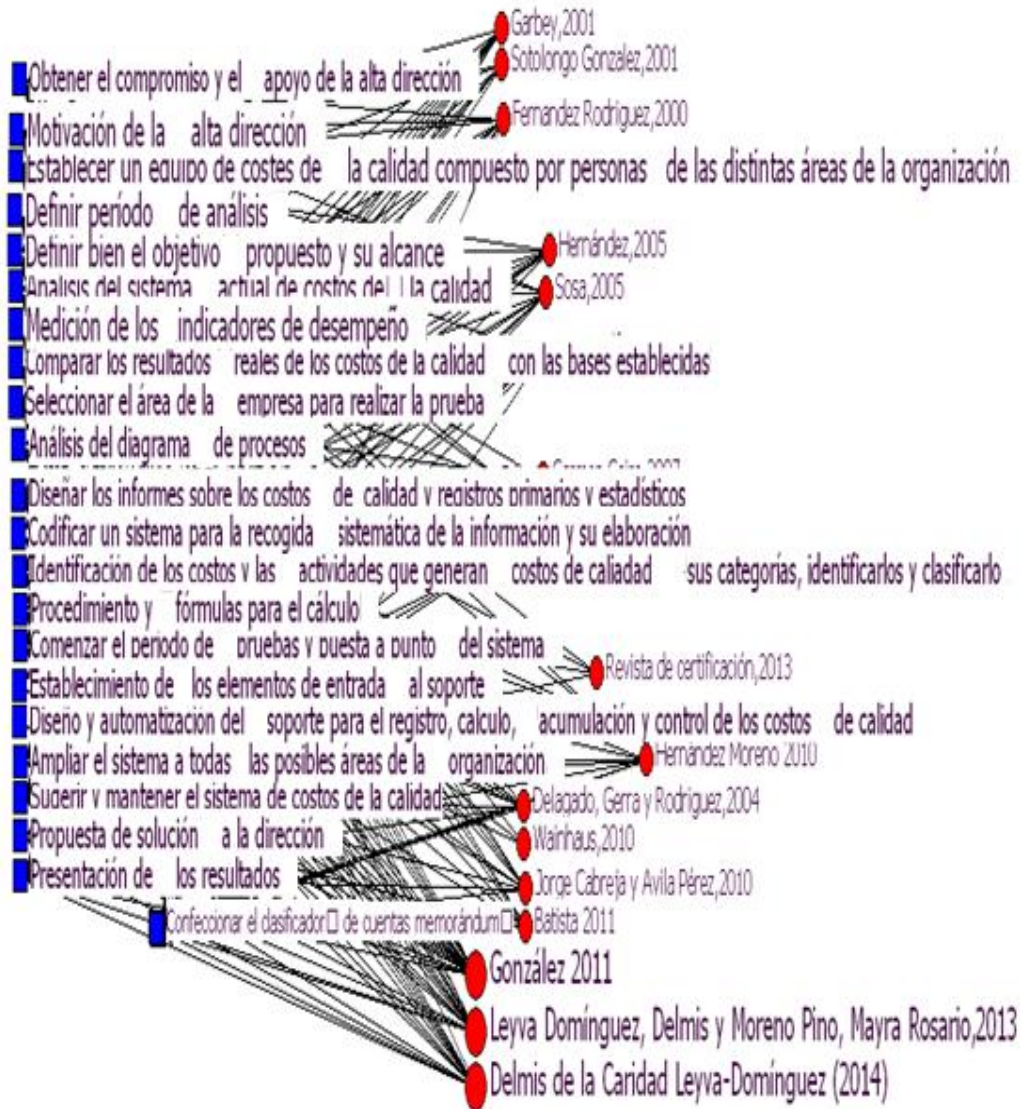 Garbey,2001
Sotolongo González,2001
Obtener el compromiso y el apoyo de la alta dirección
Fernandez Rodriguez,2000
Motivación de la alta dirección
Establecer un equipo de costes de la calidad compuesto por personas de las distintas áreas de la organización
Definir período de análisis
Definir bien el objetivo propuesto y su alcance
Hernández,2005
Análisis del sistema actual de costos de la calidad
Sosa,2005
Medición de los indicadores de desempeño
Comparar los resultados reales de los costos de la calidad con las bases establecidas
Seleccionar el área de la empresa para realizar la prueba
Análisis del diagrama de procesos
Diseñar los informes sobre los costos de calidad y registros primarios y estadísticos
Codificar un sistema para la recogida sistemática de la información y su elaboración
Identificación de los costos y las actividades que generan costos de caliadad sus categorías, identificarlos y clasificarlo
Procedimiento y fórmulas para el cálculo
Comenzar el periodo de pruebas y puesta a punto del sistema
Revista de certificación,2013
Establecimiento de los elementos de entrada al soporte
Diseño y automatización del soporte para el registro, calculo, acumulación y control de los costos de calidad
Hernández Moreno 2010
Ampliar el sistema a todas las posibles áreas de la organización
Sugerir y mantener el sistema de costos de la calidad
Delagado, Gerra y Rodriguez,2004
Propuesta de solución a la dirección
Wainhaus,2010
Presentación de los resultados
Jorge Cabreja y Avila Pérez,2010
Confeccionar el clasificador□ de cuentas memorándum□
Batista 2011
González 2011
Leyva Domínguez, Delmis y Moreno Pino, Mayra Rosario,2013
Delmis de la Caridad Leyva-Domínguez (2014)